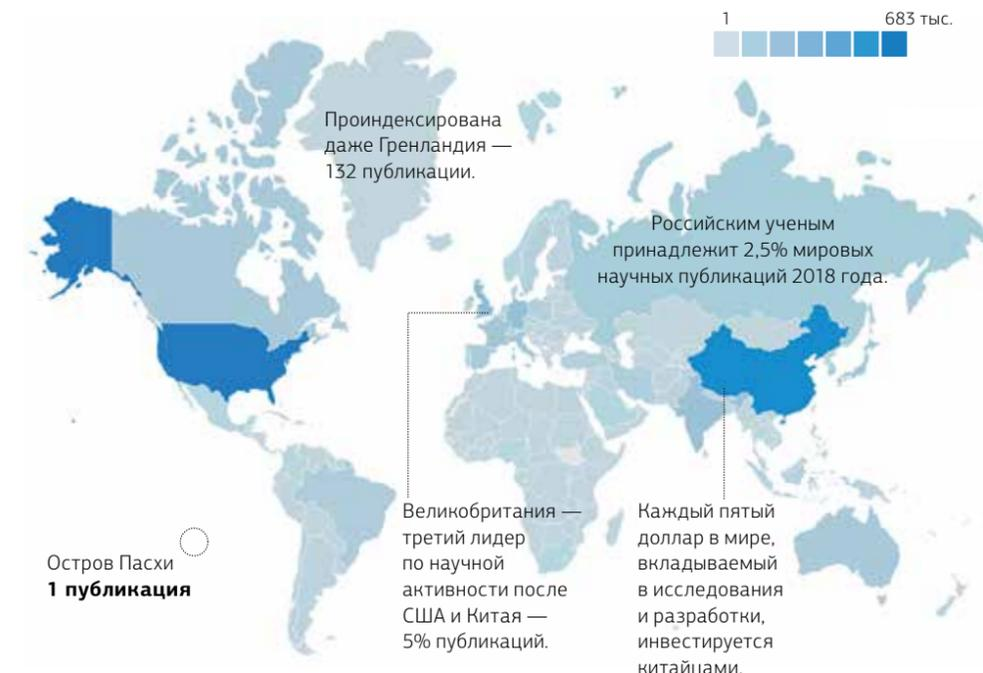 1 683 тыс.
Проиндексирована
даже Гренландия —
132 публикации.
Российским ученым
принадлежит 2,5% мировых
научных публикаций 2018 года.
Остров Пасхи
1 публикация
Великобритания —
третий лидер
по научной
активности после
США и Китая —
5% публикаций.
Каждый пятый
доллар в мире,
вкладываемый
в исследования
и разработки,
инвестируется
китайцами.